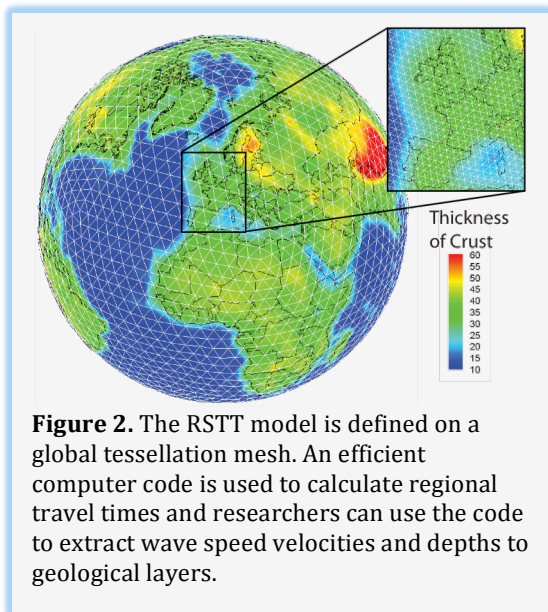 Thickness
of Crust
60
55
50
45
40
35
30
25
20
15
10
Figure 2. The RSTT model is defined on a
global tessellation mesh. An efficient
computer code is used to calculate regional
travel times and researchers can use the code
to extract wave speed velocities and depths to
geological layers.